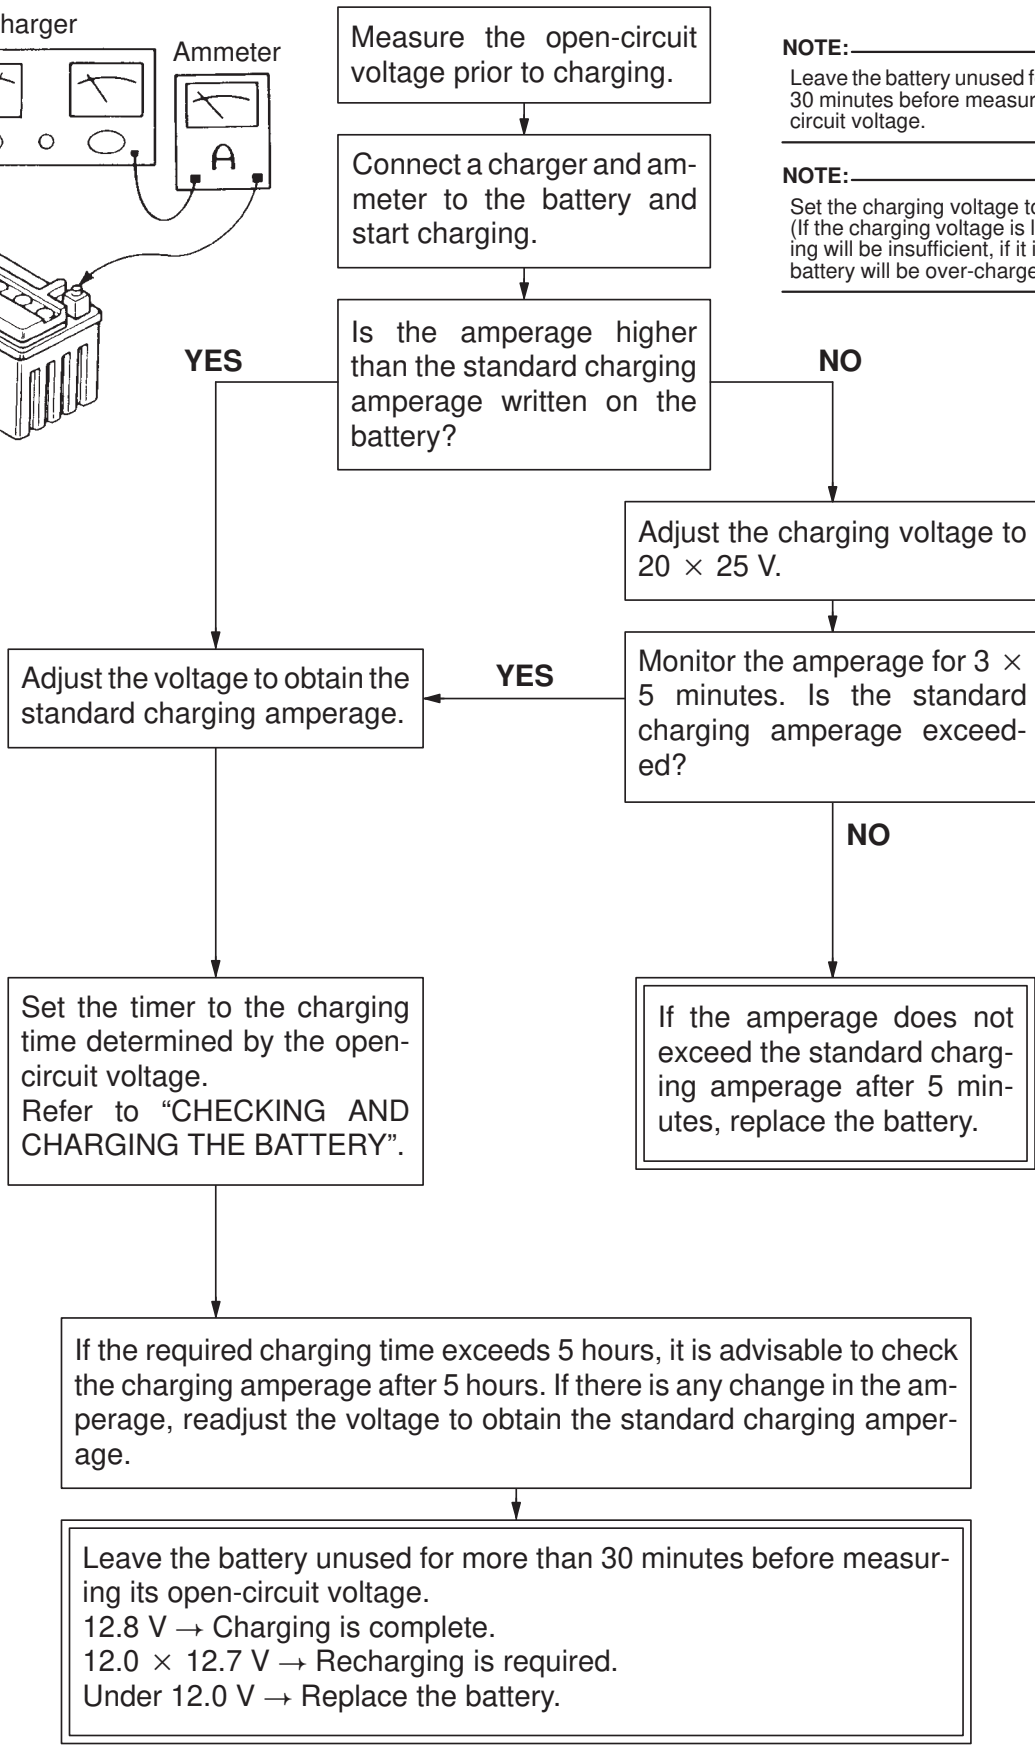 harger
Ammeter
Measure the open-circuit
voltage prior to charging.
NOTE:
Leave the battery unused
30 minutes before
circuit voltage.
Connect a charger and am-
meter to the battery and
start charging.
NOTE:
Set the charging voltage
(If the charging voltage is
ing will be insufficient, if it
battery will be
Is the amperage higher
than the standard charging
amperage written on the
battery?
YES
NO
Adjust the charging voltage to
20 × 25 V.
Monitor the amperage for 3 ×
5 minutes. Is the standard
charging amperage exceed-
ed?
YES
Adjust the voltage to obtain the
standard charging amperage.
NO
Set the timer to the charging
time determined by the open-
circuit voltage.
Refer to “CHECKING AND
CHARGING THE BATTERY”.
If the amperage does not
exceed the standard charg-
ing amperage after 5 min-
utes, replace the battery.
If the required charging time exceeds 5 hours, it is advisable to check
the charging amperage after 5 hours. If there is any change in the am-
perage, readjust the voltage to obtain the standard charging amper-
age.
Leave the battery unused for more than 30 minutes before measur-
ing its open-circuit voltage.
12.8 V → Charging is complete.
12.0 × 12.7 V → Recharging is required.
Under 12.0 V → Replace the battery.